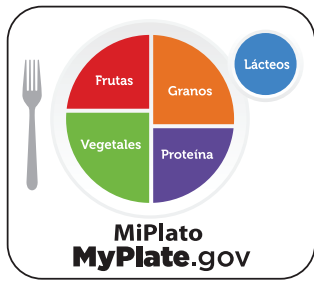 Frutas
Granos
Lácteos
Vegetales
Proteína
MiPlato
MyPlate.gov